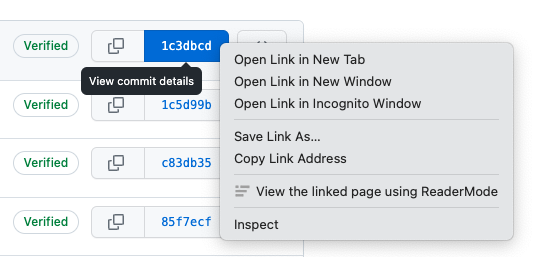 Verified
1c3dbcd
View commit details
Verified
1c5d99b
Verified
c83db35
Verified
85f7ecf
Open Link in New Tab
Open Link in New Window
Open Link in Incognito Window
Save Link As...
Copy Link Address
View the linked page using ReaderMode
Inspect